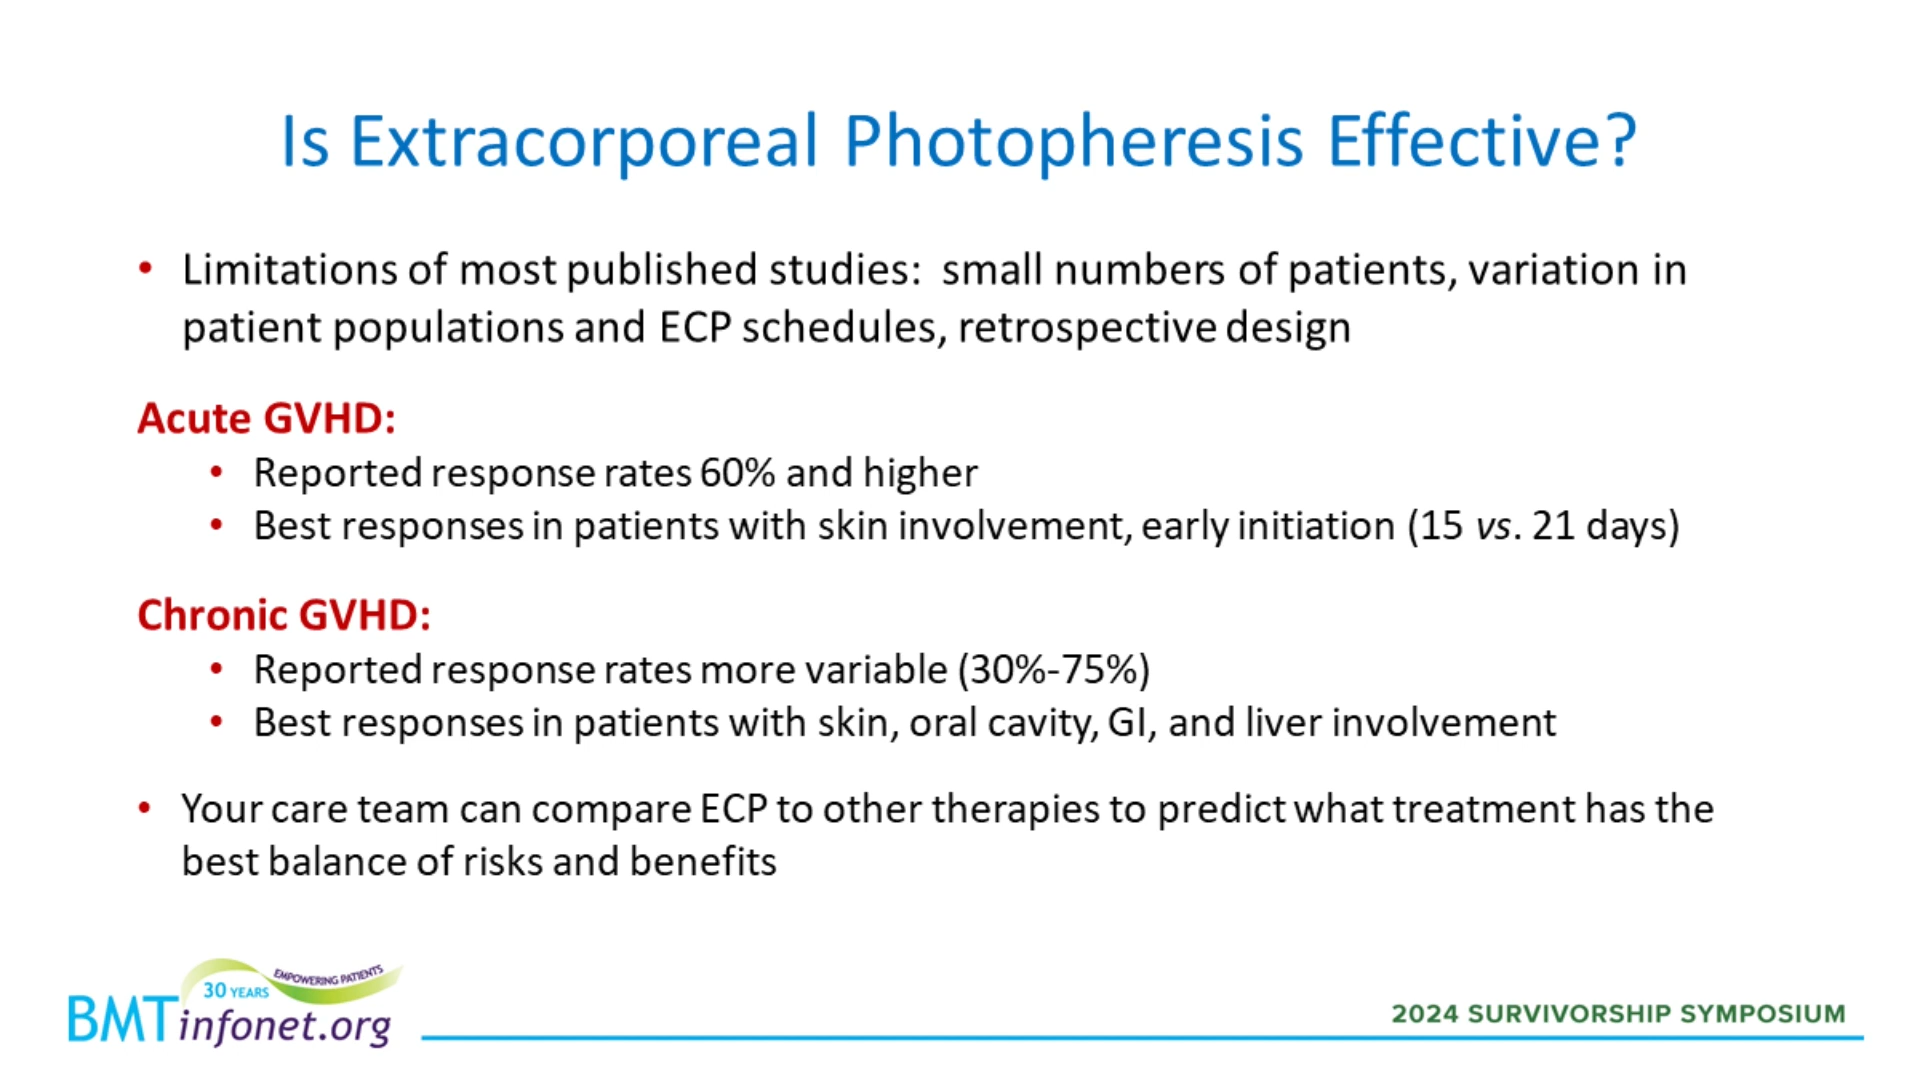 Is Extracorporeal Photopheresis Effective?
• Limitations of most published studies:  small numbers of patients, variation in
patient populations and ECP schedules, retrospective design
Acute GVHD:
• Reported response rates 60% and higher
• Best responses in patients with skin involvement, early initiation (15 vs. 21 days)
Chronic GVHD:
• Reported response rates more variable (30%-75%)
• Best responses in patients with skin, oral cavity, GI, and liver involvement
• Your care team can compare ECP to other therapies to predict what treatment has the
best balance of risks and benefits
EMPOWERING PATIENTS
30 YEARS
BMTinfonet.org
2024 SURVIVORSHIP SYMPOSIUM